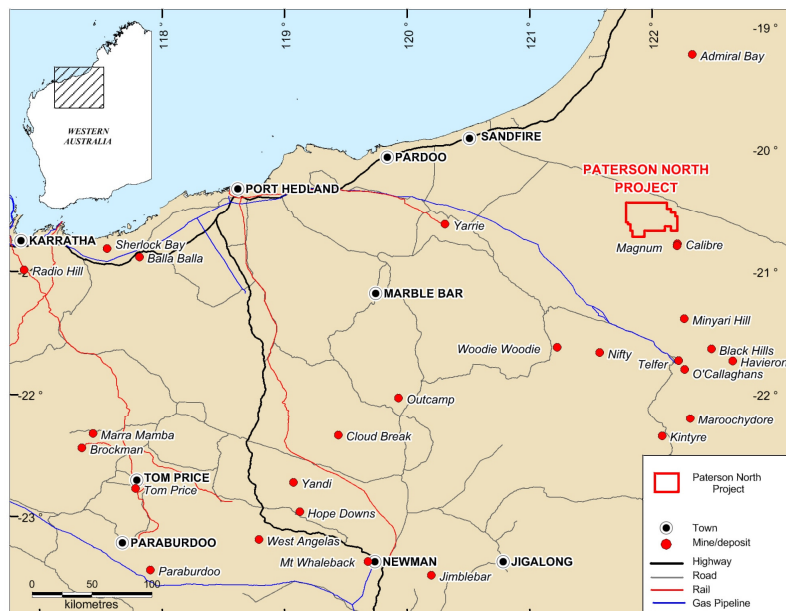 118°
119°
120°
121°
122°
-19°
Admiral Bay
WESTERN
AUSTRALIA
SANDFIRE
PARDOO
-20°
PATERSON NORTH
PROJECT
PORT HEDLAND
Yarrie
KARRATHA
Sherlock Bay
Balla Balla
Magnum
Calibre
-21°
Radio Hill
-21°
MARBLE BAR
Minyari Hill
Woodie Woodie
Nifty
Black Hills
Telfer
Havieron
O'Callaghans
-22°
-22°
Outcamp
Maroochydore
Marra Mamba
Cloud Break
Kintyre
Brockman
TOM PRICE
Tom Price
Yandi
Hope Downs
-23°
PARABURDOO
West Angelas
Mt Whaleback
NEWMAN
JIGALONG
Paraburdoo
Jimblebar
0 50 100
kilometres
Paterson North
Project
Town
Mine/deposit
Highway
Road
Rail
Gas Pipeline